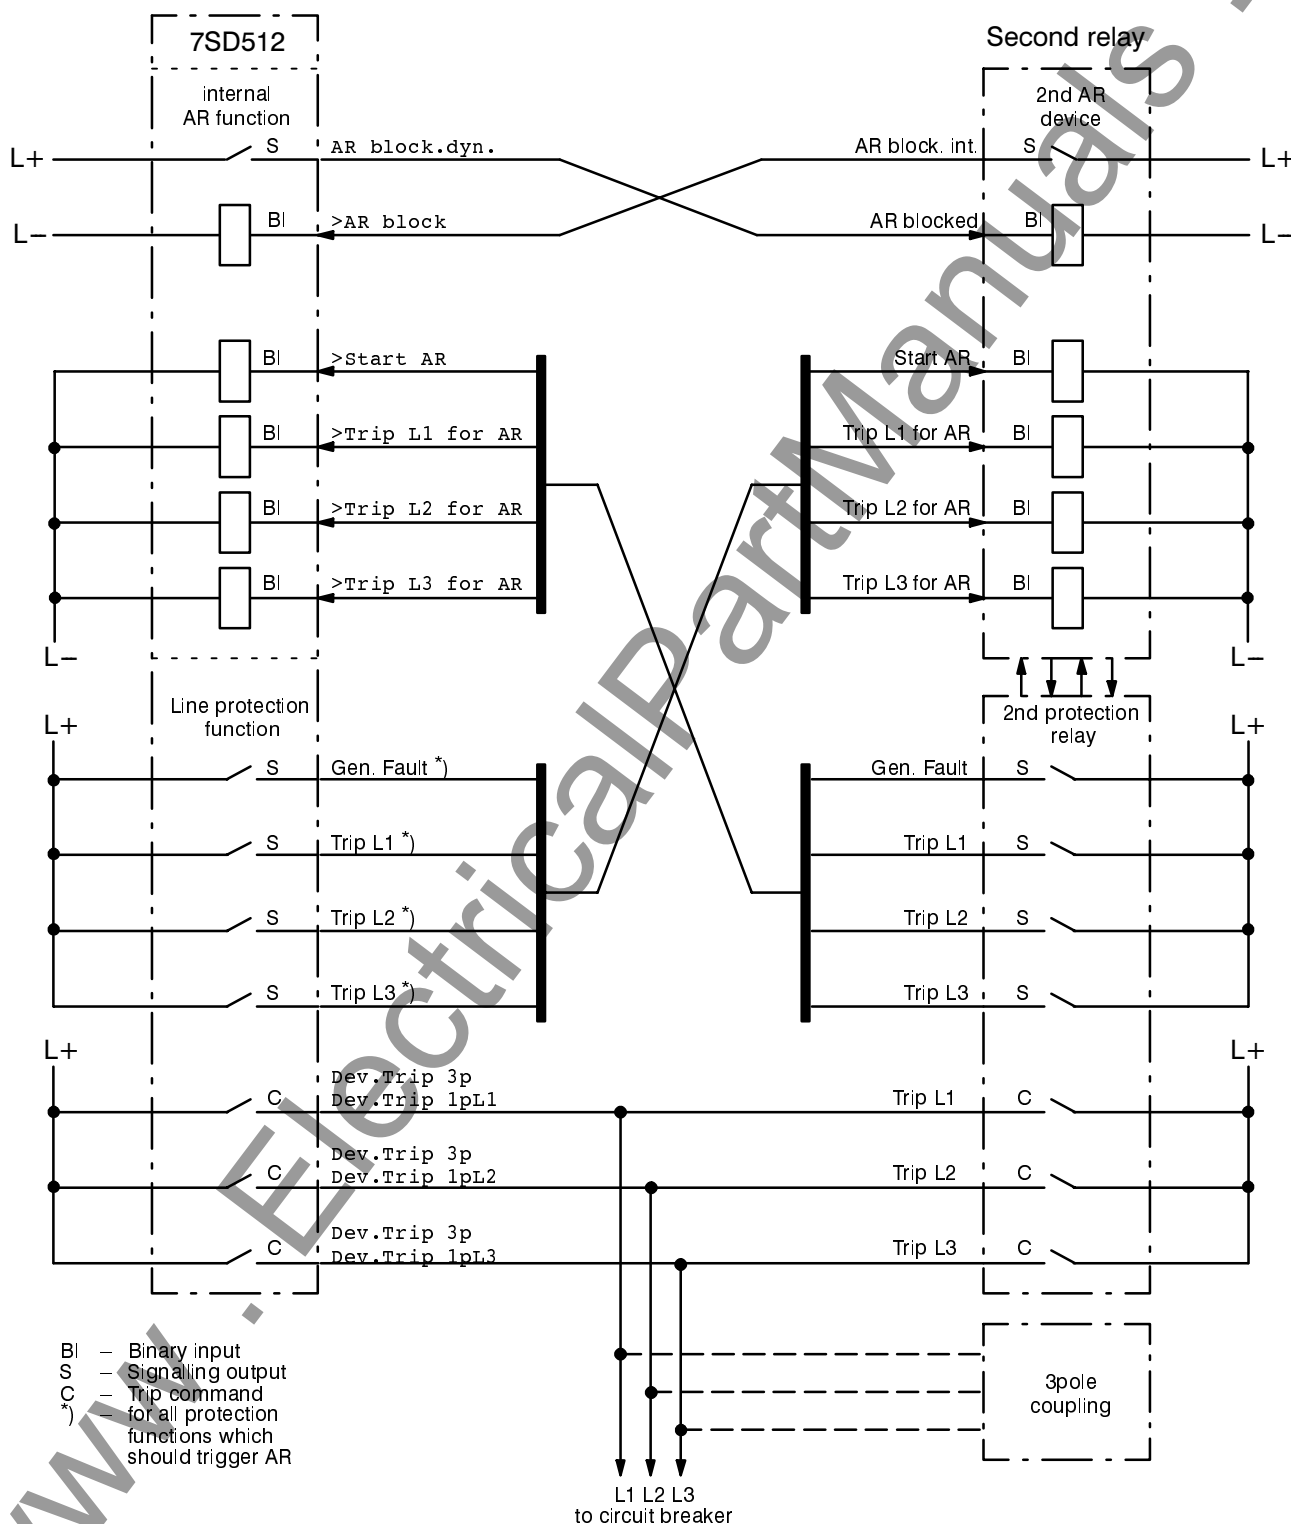 7SD512
Second relay
internal
AR function
2nd AR
device
L+ S AR block.dyn. AR block. int. S L+
L− BI >AR block AR blocked BI L−
BI >Start AR Start AR BI
BI >Trip L1 for AR Trip L1 for AR BI
BI >Trip L2 for AR Trip L2 for AR BI
BI >Trip L3 for AR Trip L3 for AR BI
L− L−
Line protection
function
2nd protection
relay
L+ L+
S Gen. Fault *) Gen. Fault S
S Trip L1 *) Trip L1 S
S Trip L2 *) Trip L2 S
S Trip L3 *) Trip L3 S
L+ L+
Dev.Trip 3p
C Dev.Trip 1pL1 Trip L1 C
Dev.Trip 3p
C Dev.Trip 1pL2 Trip L2 C
Dev.Trip 3p
C Dev.Trip 1pL3 Trip L3 C
BI – Binary input
S – Signalling output
C – Trip command
*) – for all protection
functions which
should trigger AR
3pole
coupling
L1 L2 L3
to circuit breaker
www . ElectricalPartManuals .